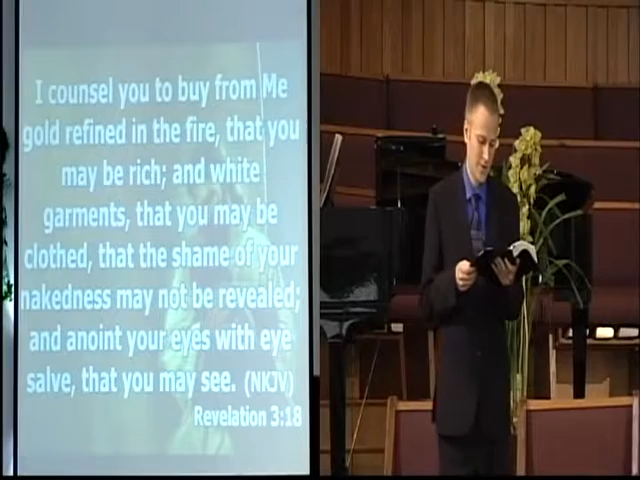 I counsel you to buy from Me
gold refined in the fire, that you
may be rich; and white
garments, that you may be
clothed, that the shame of your
nakedness may not be revealed;
and anoint your eyes with eye
salve, that you may see. (NKJV)
Revelation 3:18